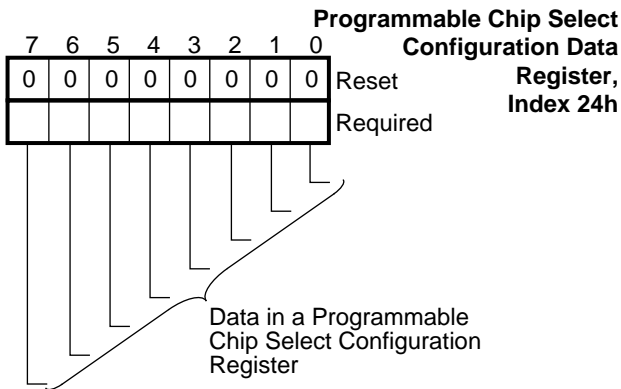 Programmable Chip Select
Configuration Data
Register,
Index 24h
7 6 5 4 3 2 1 0
0 0 0 0 0 0 0 0 Reset
Required
Data in a Programmable
Chip Select Configuration
Register